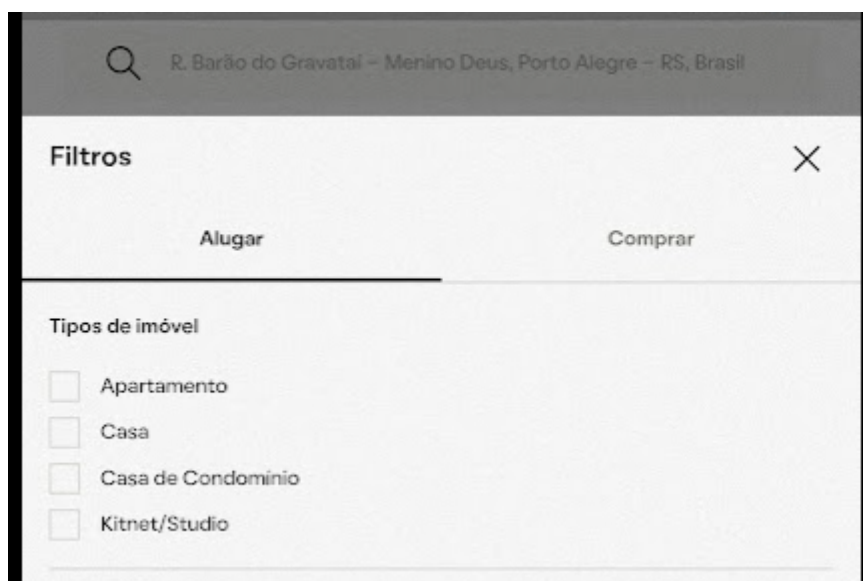 R. Barão do Gravataí – Menino Deus, Porto Alegre – RS, Brasil
Filtros
Alugar
Comprar
Tipos de imóvel
Apartamento
Casa
Casa de Condomínio
Kitnet/Studio